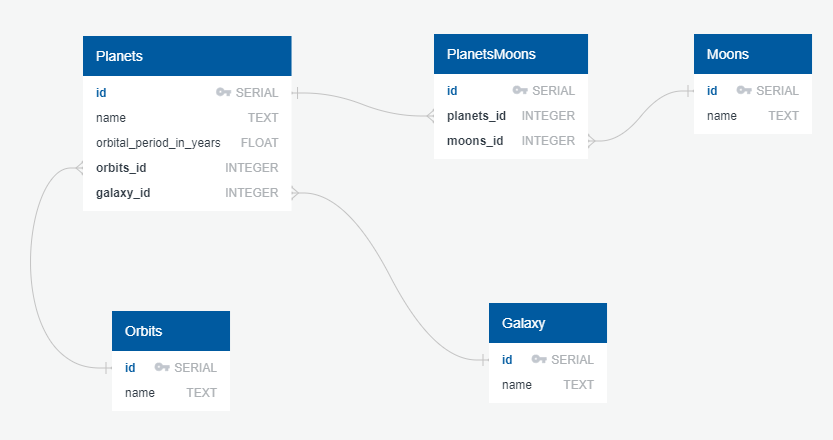 Planets
id SERIAL
name TEXT
orbital_period_in_years FLOAT
orbits_id INTEGER
galaxy_id INTEGER
PlanetsMoons
id SERIAL
planets_id INTEGER
moons_id INTEGER
Moons
id SERIAL
name TEXT
Orbits
id SERIAL
name TEXT
Galaxy
id SERIAL
name TEXT